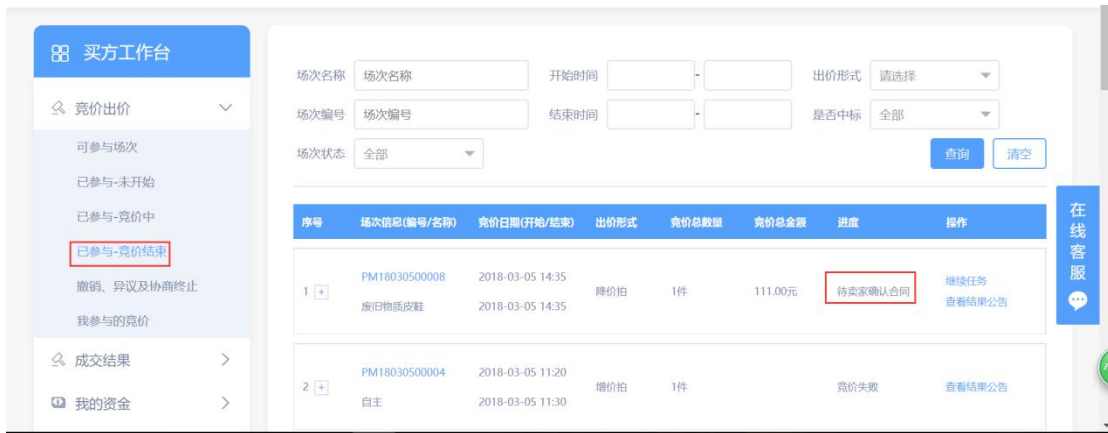 买方工作台
竞价出价
可参与场次
已参与-未开始
已参与-竞价中
已参与-竞价结束
撤销、异议及协商终止
我参与的竞价
成交结果
我的资金
场次名称 场次名称 开始时间 - 出价形式 请选择
场次编号 场次编号 结束时间 - 是否中标 全部
场次状态 全部 查询 清空
序号 场次信息(编号/名称) 竞价日期(开始/结束) 出价形式 竞价总数量 竞价总金额 进度 操作
1 + PM18030500008 2018-03-05 14:35 降价拍 1件 111.00元 待卖家确认合同 继续任务
废旧物质皮鞋 2018-03-05 14:35 查看结果公告
2 + PM18030500004 2018-03-05 11:20 增价拍 1件 竞价失败 查看结果公告
自主 2018-03-05 11:30
在线客服